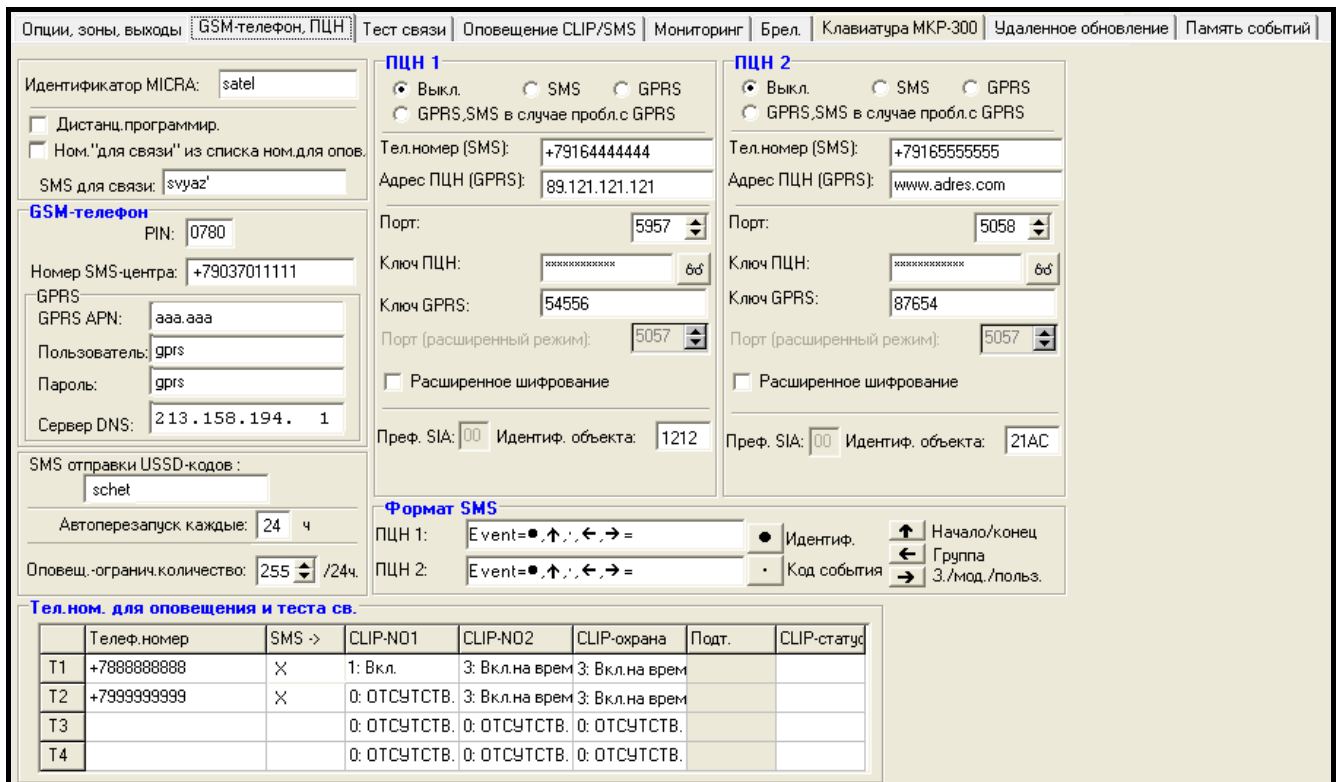 Опции, зоны, выходы GSM-телефон, ПЦН Тест связи Оповещение CLIP/SMS Мониторинг Брел. Клавиатура МКР-300 Удаленное обновление Память событий
Идентификатор MICRA: satel
Дистанц.программир.
Ном."для связи" из списка ном.для опов.
SMS для связи: svyaz'
GSM-телефон
PIN: 0780
Номер SMS-центра: +79037011111
GPRS
GPRS APN: aaa.aaa
Пользователь: gprs
Пароль: gprs
Сервер DNS: 213.158.194. 1
SMS отправки USSD-кодов :
schet
Автоперезапуск каждые: 24 ч
Оповещ.-огранич.количество: 255 /24ч.
ПЦН 1
Выкл. SMS GPRS
GPRS,SMS в случае пробл.с GPRS
Тел.номер (SMS): +79164444444
Адрес ПЦН (GPRS): 89.121.121.121
Порт: 5957
Ключ ПЦН: ************
Ключ GPRS: 54556
Порт (расширенный режим): 5057
Расширенное шифрование
Преф. SIA: 00 Идентиф. объекта: 1212
ПЦН 2
Выкл. SMS GPRS
GPRS,SMS в случае пробл.с GPRS
Тел.номер (SMS): +79165555555
Адрес ПЦН (GPRS): www.adres.com
Порт: 5058
Ключ ПЦН: ************
Ключ GPRS: 87654
Порт (расширенный режим): 5057
Расширенное шифрование
Преф. SIA: 00 Идентиф. объекта: 21AC
Формат SMS
ПЦН 1: Event=●,↑,·,←,→=
ПЦН 2: Event=●,↑,·,←,→=
● Идентиф.
· Код события
↑ Начало/конец
← Группа
→ З./мод./польз.
Тел.ном. для оповещения и теста св.
Телеф.номер SMS -> CLIP-NO1 CLIP-NO2 CLIP-охрана Подт. CLIP-статус
T1 +7888888888 X 1: Вкл. 3: Вкл.на врем 3: Вкл.на врем
T2 +7999999999 X 0: ОТСУТСТВ. 3: Вкл.на врем 3: Вкл.на врем
T3 0: ОТСУТСТВ. 0: ОТСУТСТВ. 0: ОТСУТСТВ.
T4 0: ОТСУТСТВ. 0: ОТСУТСТВ. 0: ОТСУТСТВ.